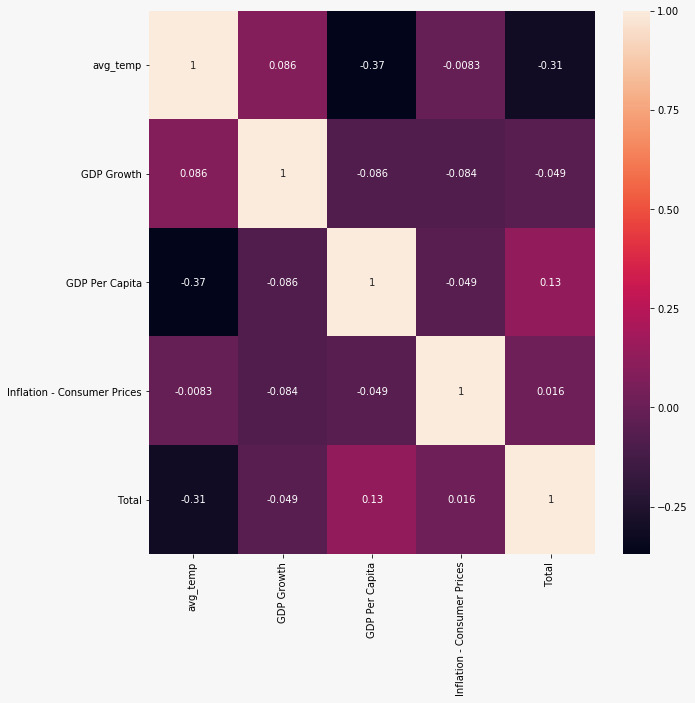 avg_temp 1 0.086 -0.37 -0.0083 -0.31
GDP Growth 0.086 1 -0.086 -0.084 -0.049
GDP Per Capita -0.37 -0.086 1 -0.049 0.13
Inflation - Consumer Prices -0.0083 -0.084 -0.049 1 0.016
Total -0.31 -0.049 0.13 0.016 1
avg_temp
GDP Growth
GDP Per Capita
Inflation - Consumer Prices
Total
1.00
0.75
0.50
0.25
0.00
−0.25